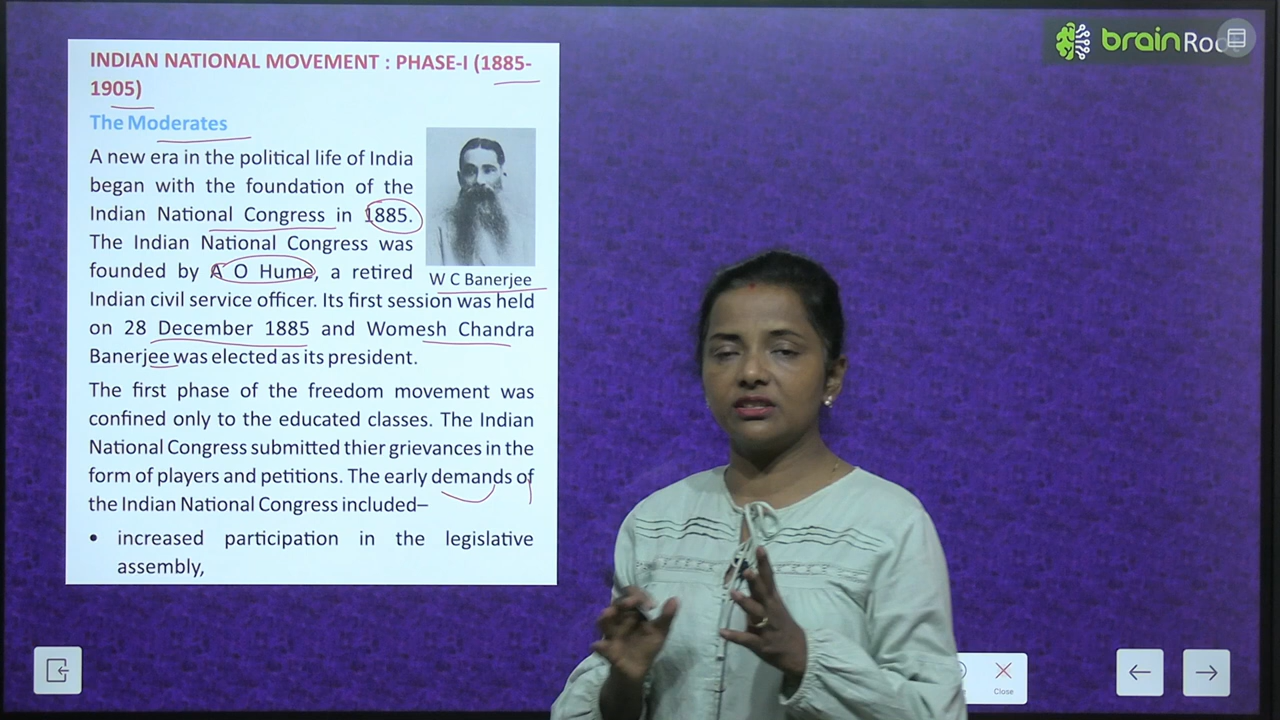 INDIAN NATIONAL MOVEMENT : PHASE-I (1885-
1905)
The Moderates
A new era in the political life of India
began with the foundation of the
Indian National Congress in 1885.
The Indian National Congress was
founded by A O Hume, a retired
W C Banerjee
Indian civil service officer. Its first session was held
on 28 December 1885 and Womesh Chandra
Banerjee was elected as its president.
The first phase of the freedom movement was
confined only to the educated classes. The Indian
National Congress submitted thier grievances in the
form of players and petitions. The early demands of
the Indian National Congress included–
• increased participation in the legislative
assembly,
brain
Close